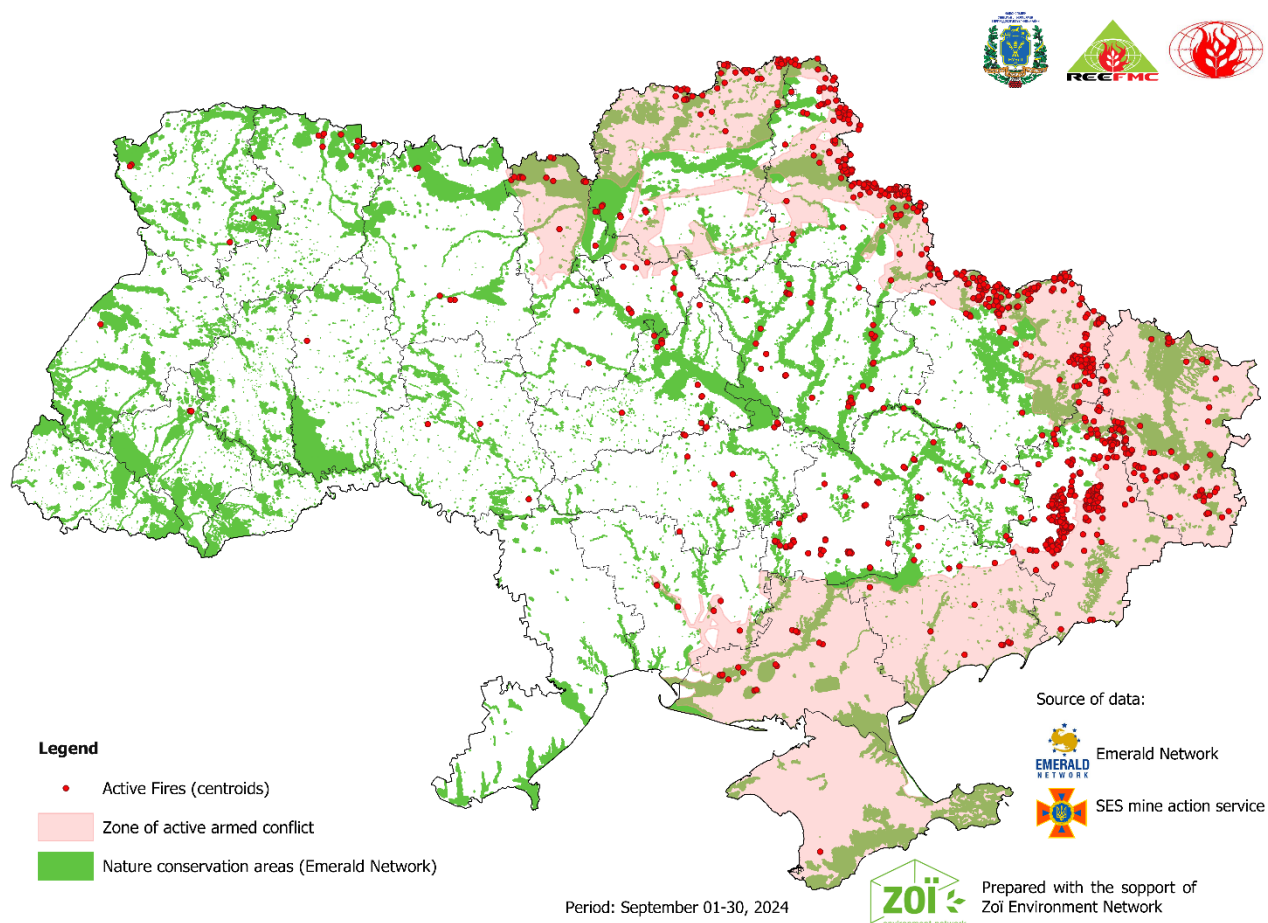 REEFMC
Legend
Active Fires (centroids)
Zone of active armed conflict
Nature conservation areas (Emerald Network)
Period: September 01-30, 2024
Source of data:
EMERALD
NETWORK
Emerald Network
SES mine action service
zoï
environment network
Prepared with the sopport of
Zoï Environment Network